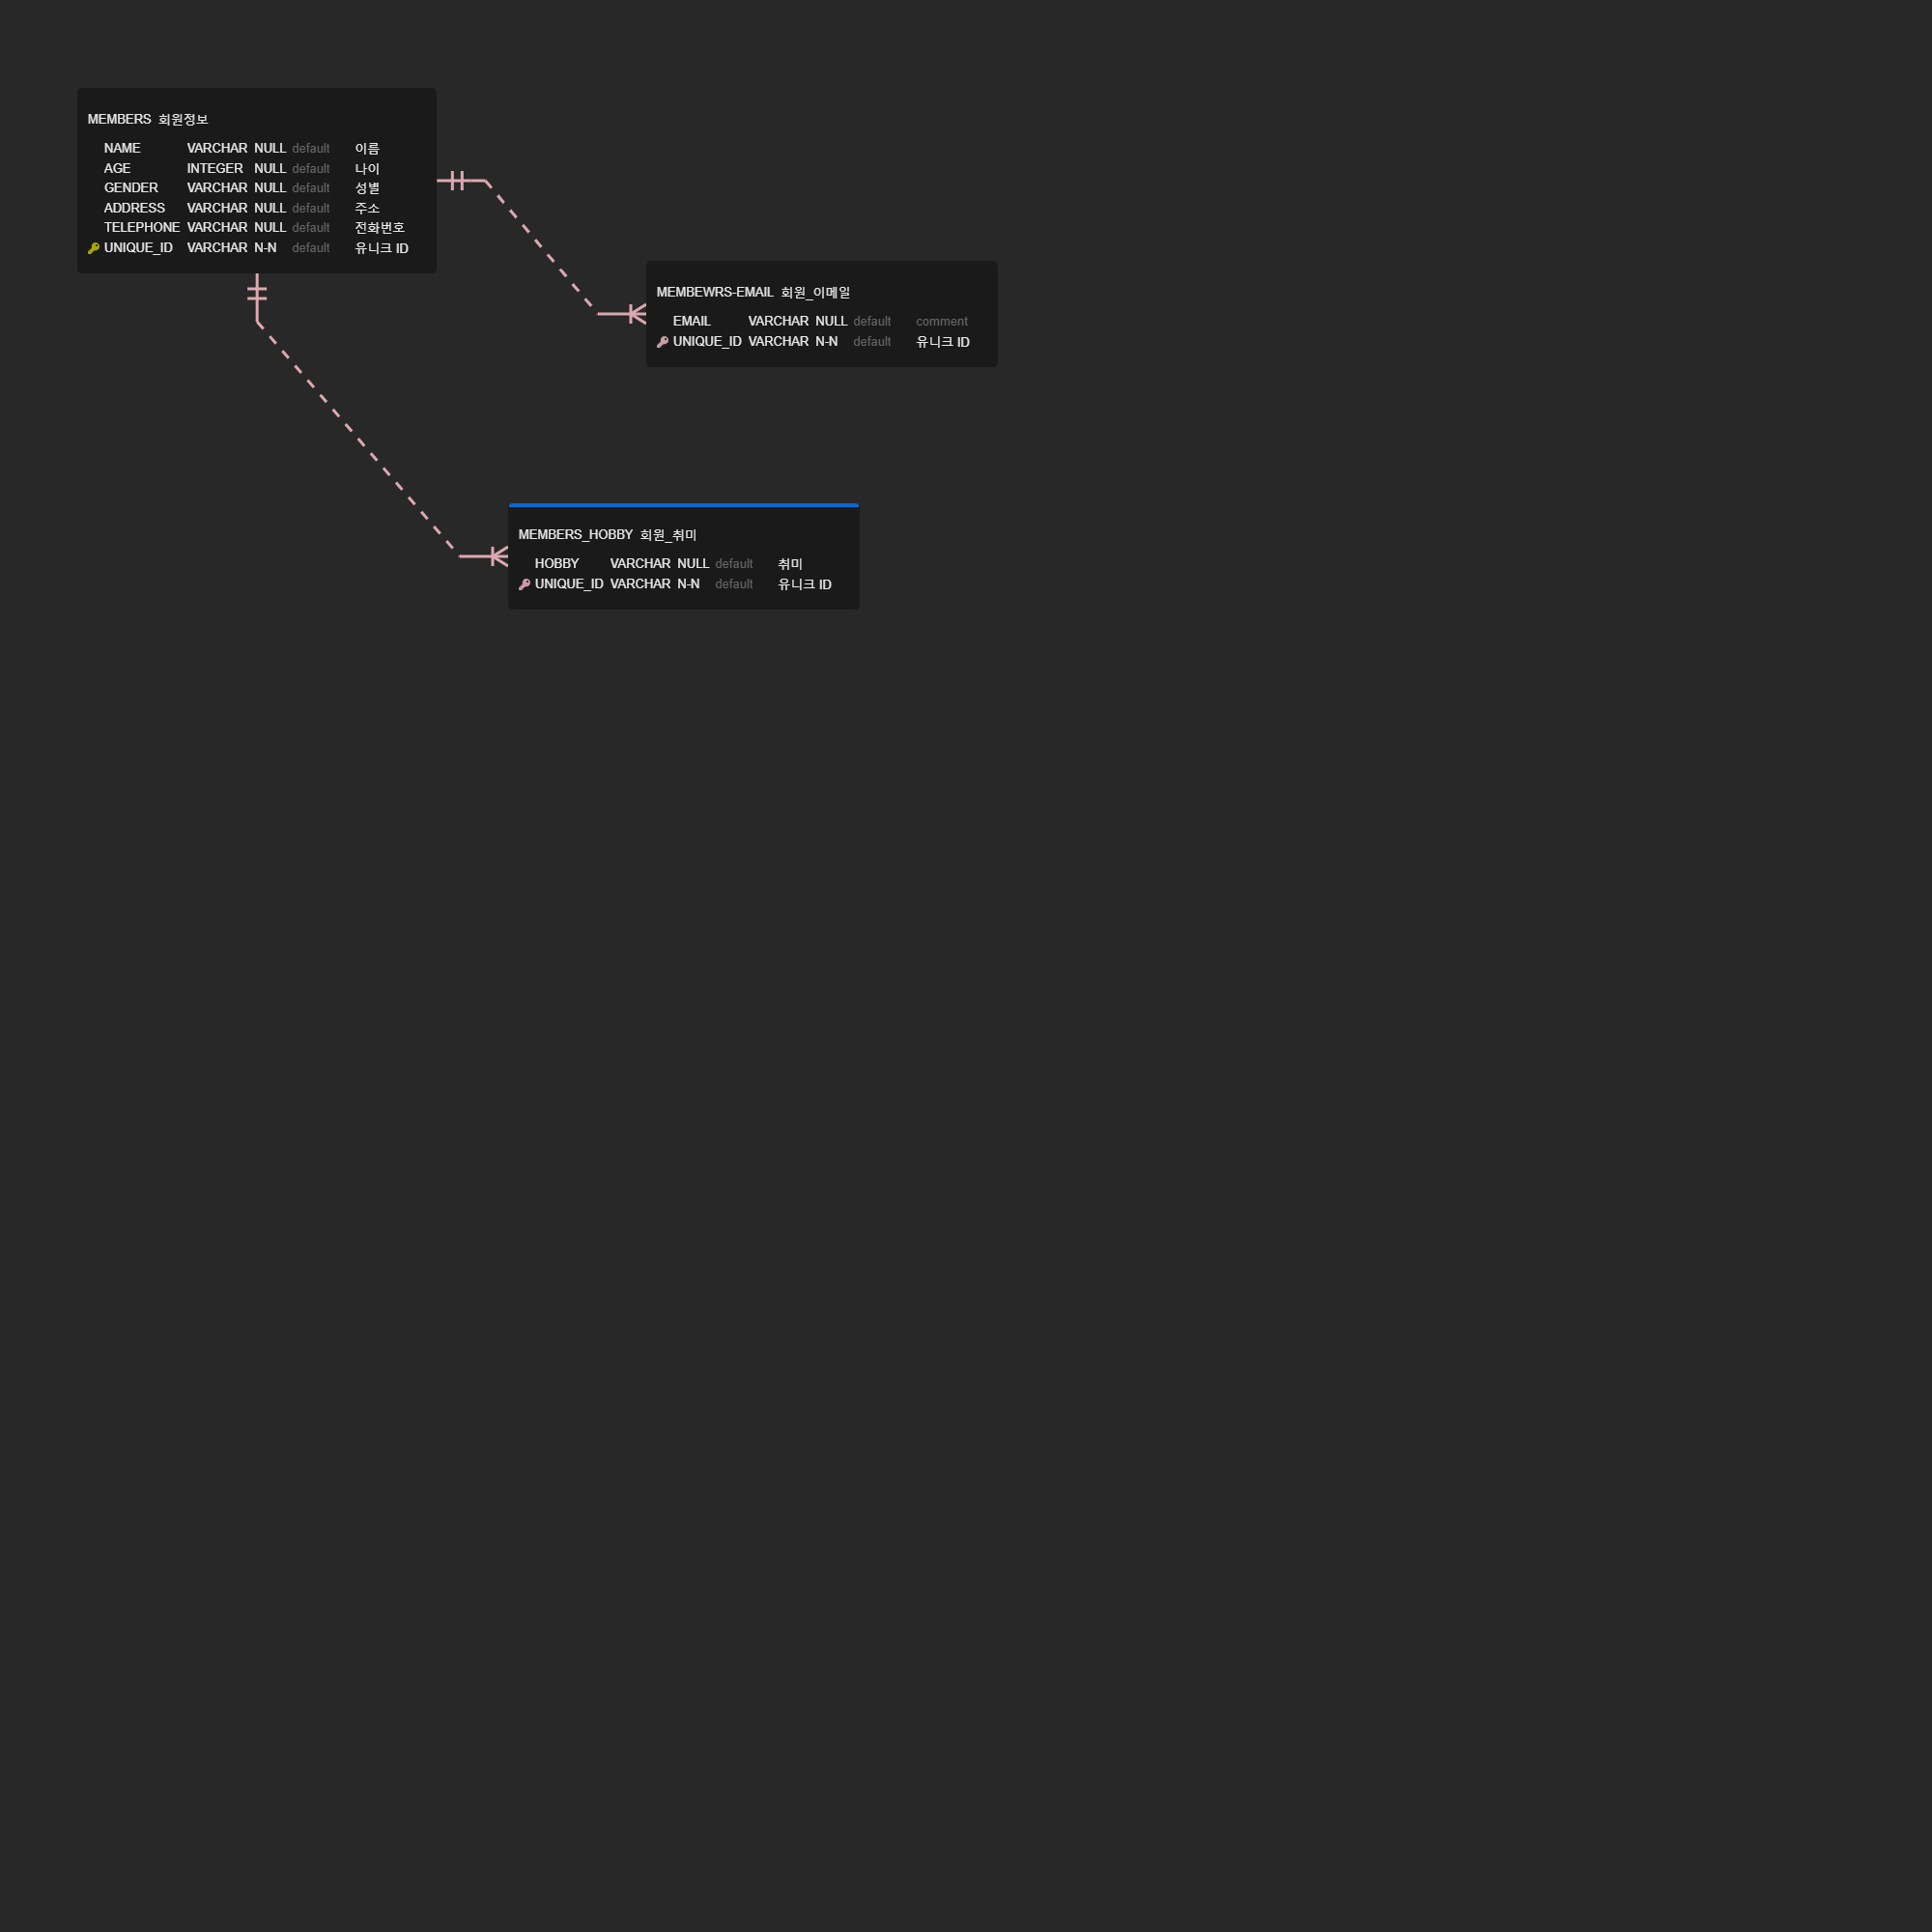 MEMBERS 회원정보
NAME VARCHAR NULL default 이름
AGE INTEGER NULL default 나이
GENDER VARCHAR NULL default 성별
ADDRESS VARCHAR NULL default 주소
TELEPHONE VARCHAR NULL default 전화번호
UNIQUE_ID VARCHAR N-N default 유니크 ID
MEMBEWRS-EMAIL 회원_이메일
EMAIL VARCHAR NULL default comment
UNIQUE_ID VARCHAR N-N default 유니크 ID
MEMBERS_HOBBY 회원_취미
HOBBY VARCHAR NULL default 취미
UNIQUE_ID VARCHAR N-N default 유니크 ID